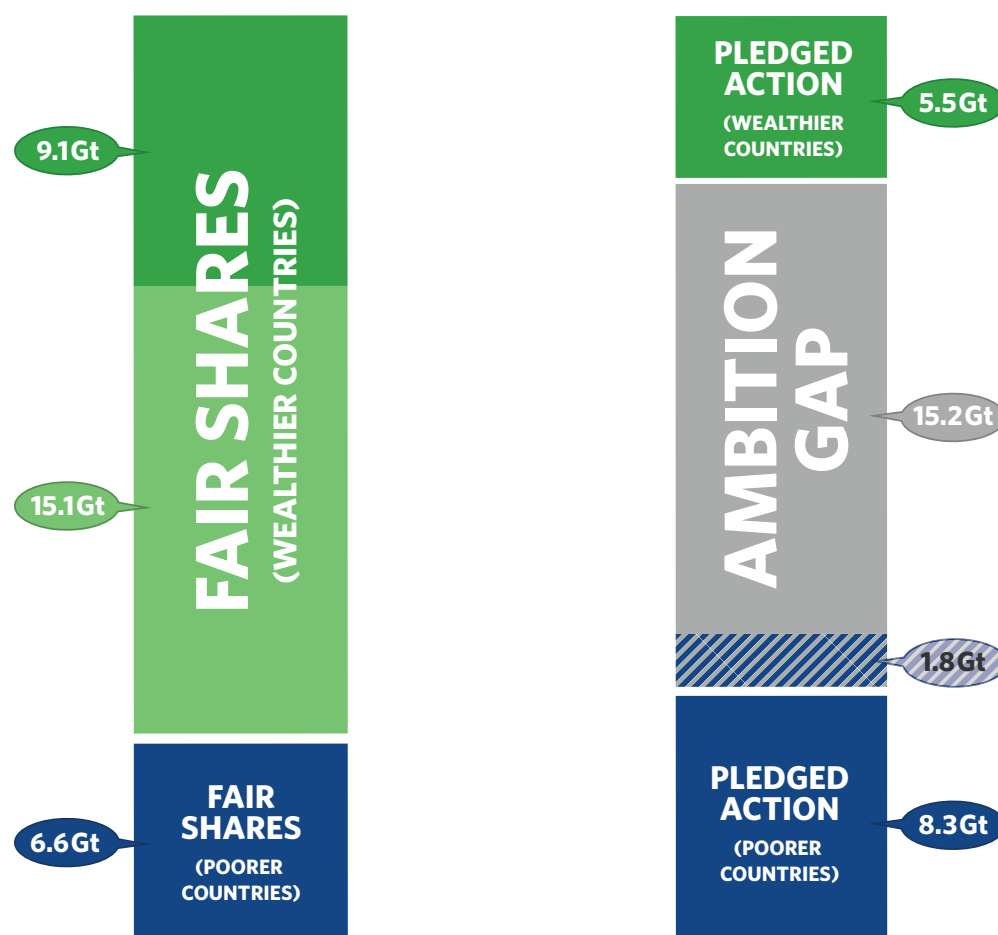 9.1Gt
15.1Gt
FAIR SHARES
(WEALTHIER COUNTRIES)
6.6Gt
FAIR
SHARES
(POORER
COUNTRIES)
PLEDGED
ACTION
(WEALTHIER
COUNTRIES)
5.5Gt
AMBITION
GAP
15.2Gt
1.8Gt
PLEDGED
ACTION
(POORER
COUNTRIES)
8.3Gt